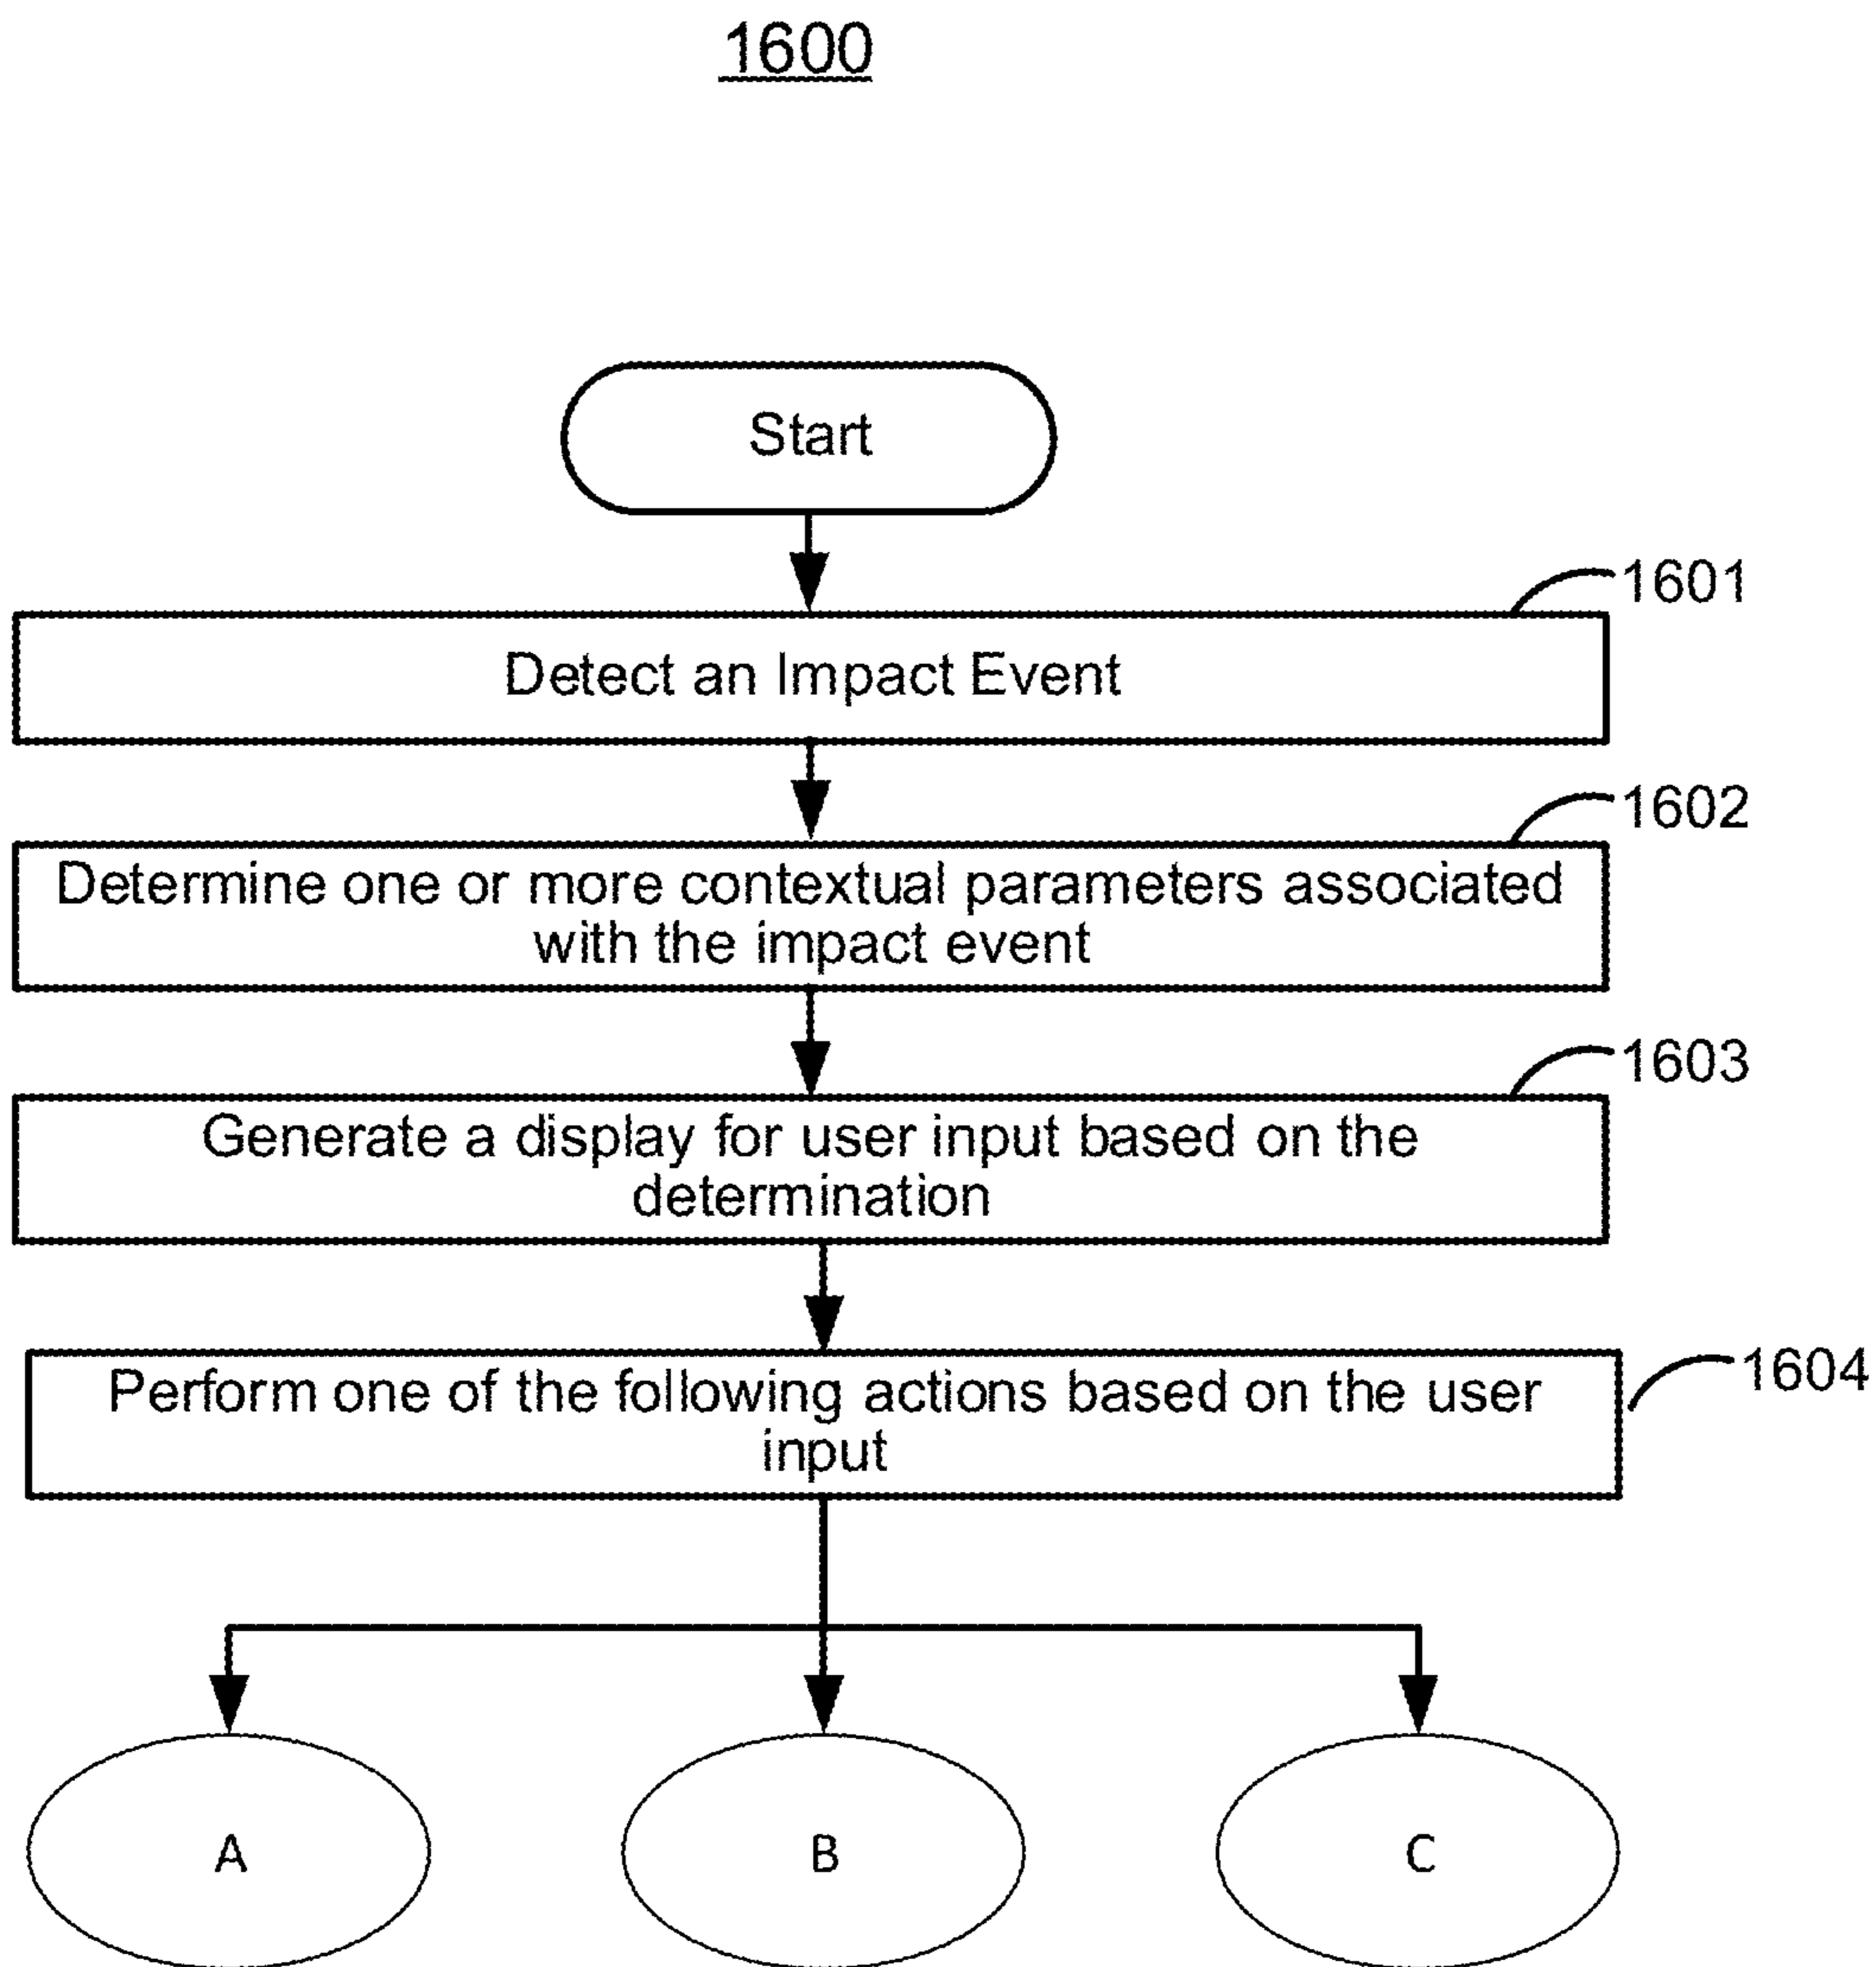 1600
Start
1601
Detect an Impact Event
1602
Determine one or more contextual parameters associated
with the impact event
1603
Generate a display for user input based on the
determination
1604
Perform one of the following actions based on the user
input
A
B
C